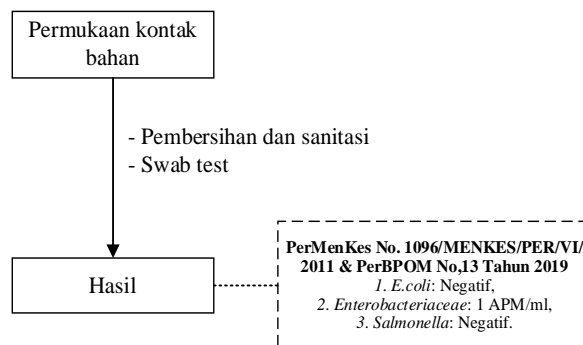 Permukaan kontak
bahan
- Pembersihan dan sanitasi
- Swab test
Hasil
PerMenKes No. 1096/MENKES/PER/VI/
2011 & PerBPOM No,13 Tahun 2019
1. E.coli: Negatif,
2. Enterobacteriaceae: 1 APM/ml,
3. Salmonella: Negatif.